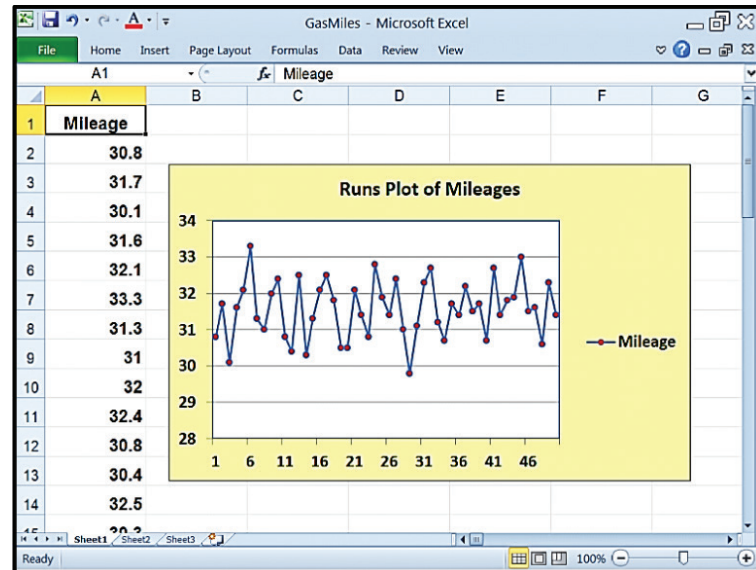 GasMiles - Microsoft Excel
File Home Insert Page Layout Formulas Data Review View
A1 fx Mileage
A B C D E F G
1 Mileage
2 30.8
3 31.7
4 30.1
5 31.6
6 32.1
7 33.3
8 31.3
9 31
10 32
11 32.4
12 30.8
13 30.4
14 32.5
15 30.3
Runs Plot of Mileages
34
33
32
31
30
29
28
1 6 11 16 21 26 31 36 41 46
Mileage
Sheet1 Sheet2 Sheet3
Ready 100%